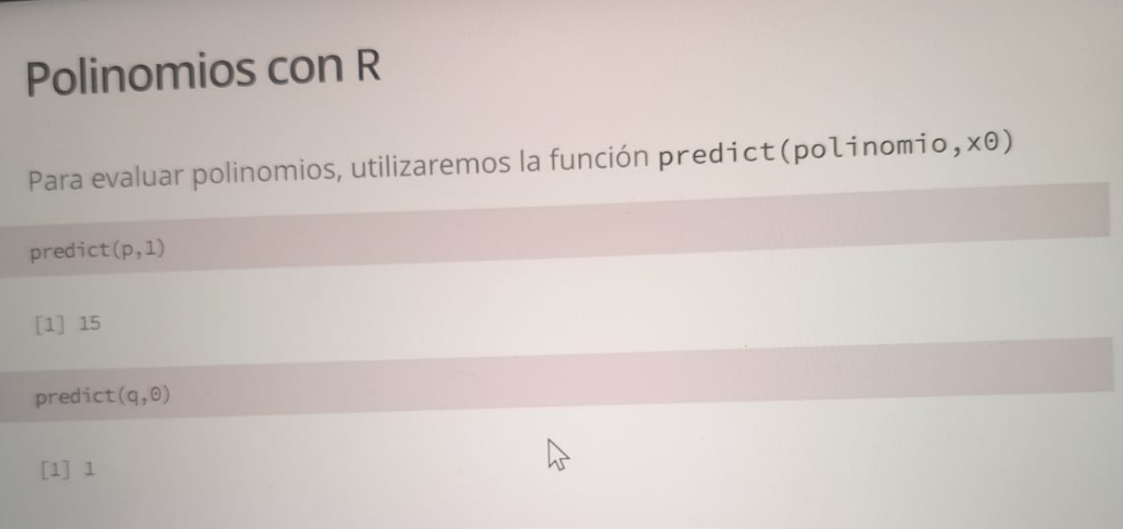 Polinomios con R
Para evaluar polinomios, utilizaremos la función predict(polinomio,x0)
predict(p,1)
[1] 15
predict(q,0)
[1] 1